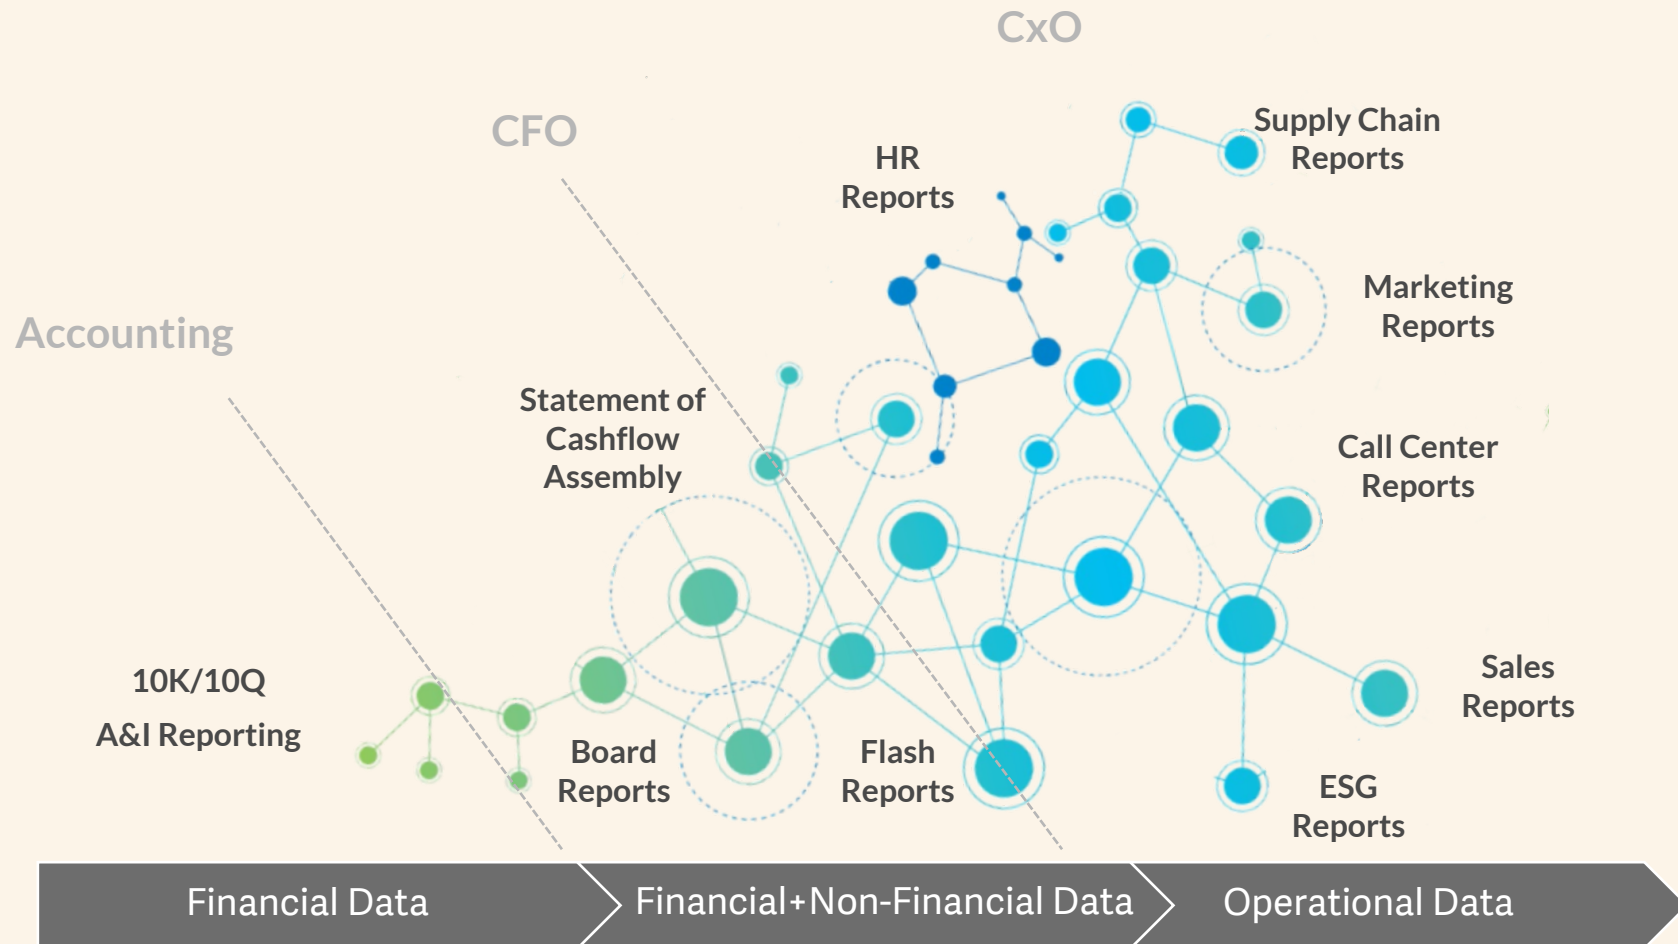 CxO
CFO
Accounting
HR
Reports
Supply Chain
Reports
Marketing
Reports
Statement of
Cashflow
Assembly
Call Center
Reports
10K/10Q
A&I Reporting
Board
Reports
Flash
Reports
Sales
Reports
ESG
Reports
Financial Data
Financial+Non-Financial Data
Operational Data